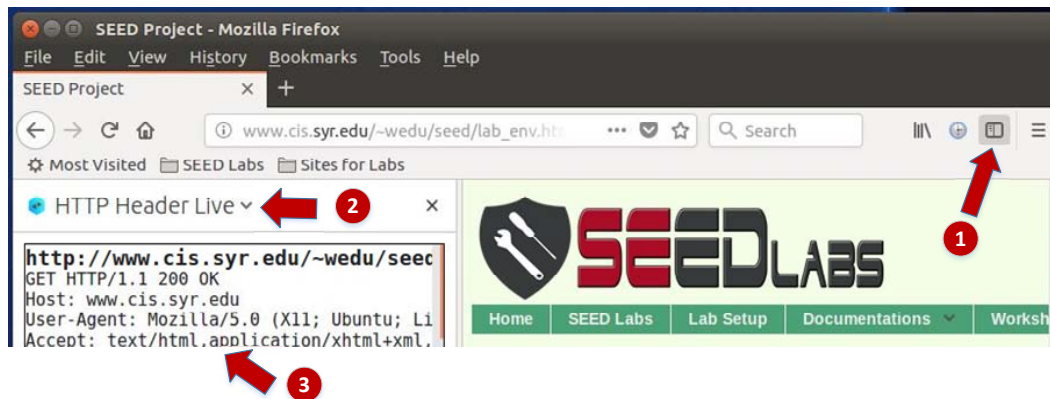 SEED Project - Mozilla Firefox
File Edit View History Bookmarks Tools Help
SEED Project
www.cis.syr.edu/~wedu/seed/lab_env.ht
Search
Most Visited SEED Labs Sites for Labs
1
HTTP Header Live
2
http://www.cis.syr.edu/~wedu/seed
GET HTTP/1.1 200 OK
Host: www.cis.syr.edu
User-Agent: Mozilla/5.0 (X11; Ubuntu; Li
Accept: text/html,application/xhtml+xml,
SEEDLABS
Home SEED Labs Lab Setup Documentations Worksh
3